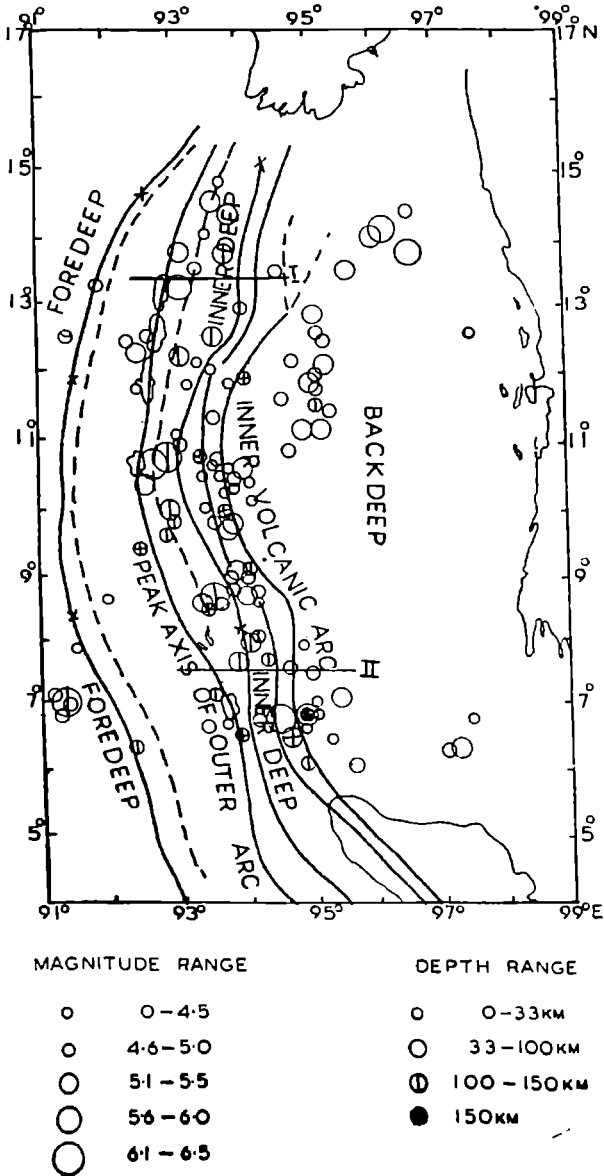 91° 93° 95° 97° 99°
17° 17°N
15° 15°
13° 13°
11° 11°
9° 9°
7° 7°
5° 5°
FOREDEEP
INNER DEEP
I
INNER VOLCANIC ARC
BACKDEEP
PEAK AXIS OF OUTER ARC
II
INNER DEEP
FOREDEEP
91° 93° 95° 97° 99°E
MAGNITUDE RANGE
0-4.5
4.6-5.0
5.1-5.5
5.6-6.0
6.1-6.5
DEPTH RANGE
0-33KM
33-100KM
100-150KM
150KM